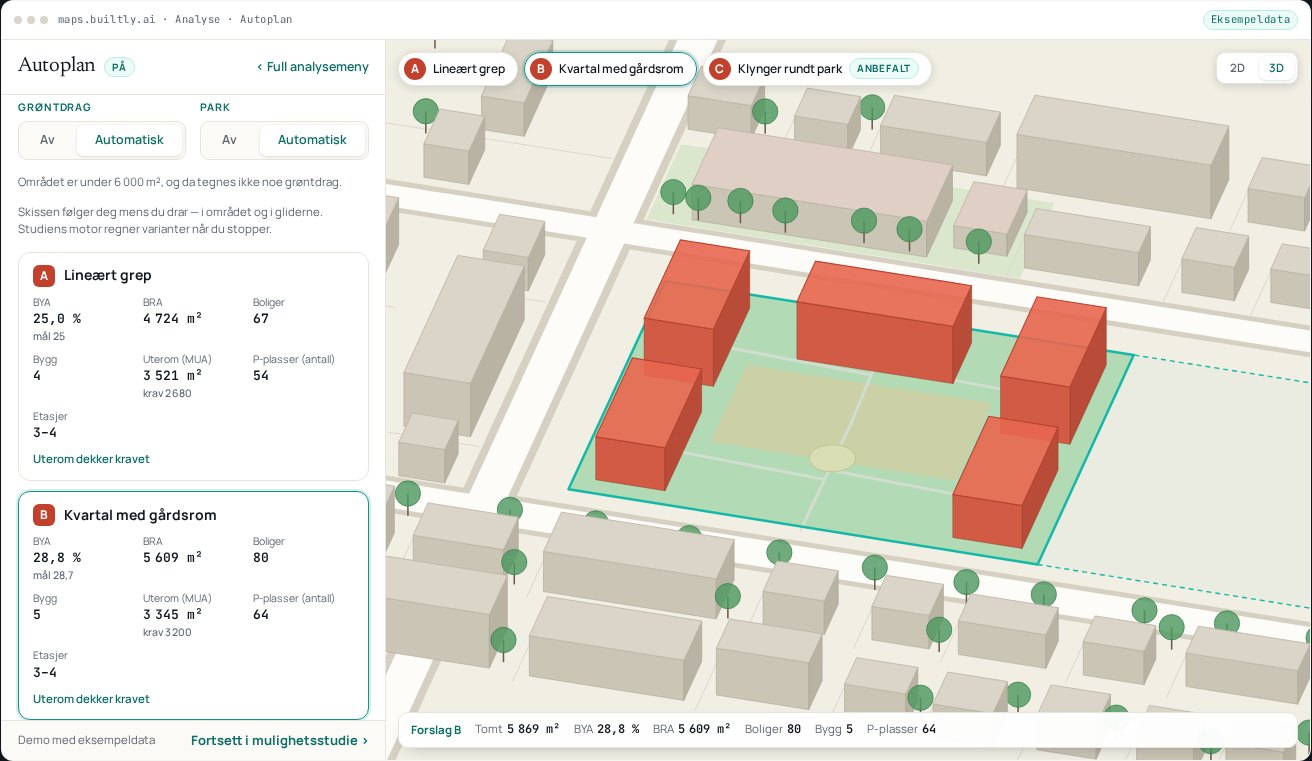 maps.builtly.ai · Analyse · Autoplan
Eksempeldata
Autoplan
PÅ
‹ Full analysemeny
GRØNTDRAG
PARK
Av
Automatisk
Av
Automatisk
Området er under 6 000 m², og da tegnes ikke noe grøntdrag.
Skissen følger deg mens du drar — i området og i gliderne.
Studiens motor regner varianter når du stopper.
A
Lineært grep
BYA
BRA
Boliger
25,0 %
4 724 m²
67
mål 25
Bygg
Uterom (MUA)
P-plasser (antall)
4
3 521 m²
54
krav 2680
Etasjer
3–4
Uterom dekker kravet
B
Kvartal med gårdsrom
BYA
BRA
Boliger
28,8 %
5 609 m²
80
mål 28,7
Bygg
Uterom (MUA)
P-plasser (antall)
5
3 345 m²
64
krav 3200
Etasjer
3–4
Uterom dekker kravet
Demo med eksempeldata
Fortsett i mulighetsstudie ›
A Lineært grep
B Kvartal med gårdsrom
C Klynger rundt park ANBEFALT
2D
3D
Forslag B Tomt 5 869 m² BYA 28,8 % BRA 5 609 m² Boliger 80 Bygg 5 P-plasser 64